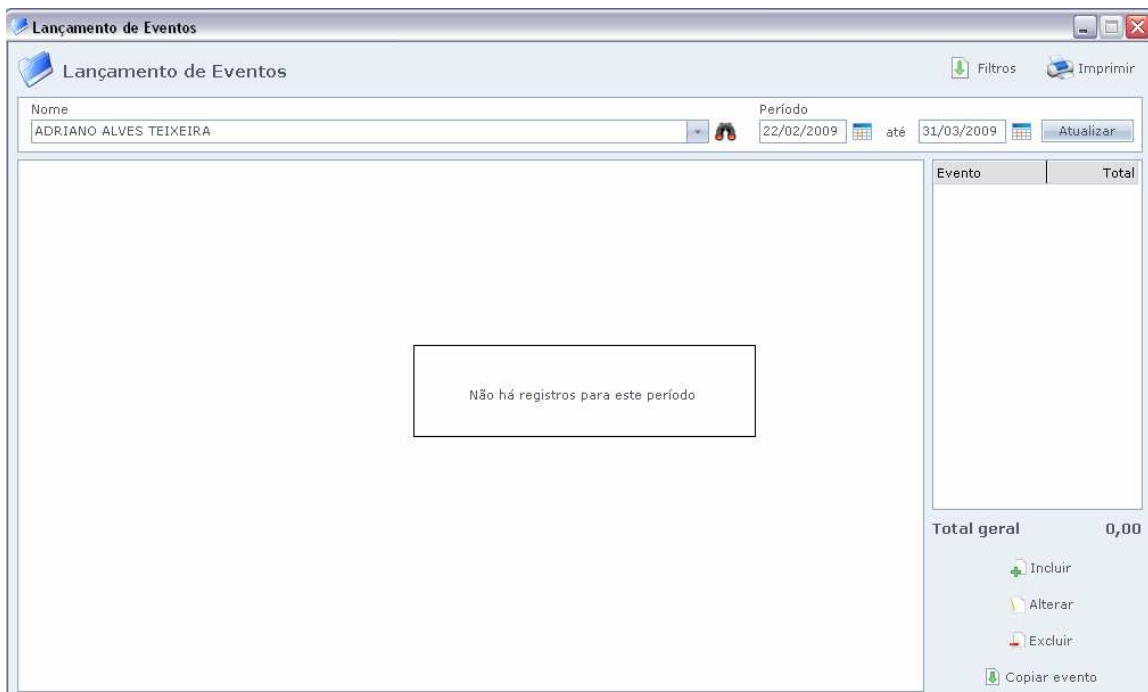 Lançamento de Eventos
Lançamento de Eventos
Filtros
Imprimir
Nome
Período
ADRIANO ALVES TEIXEIRA
22/02/2009
até
31/03/2009
Atualizar
Evento
Total
Não há registros para este período
Total geral
0,00
Incluir
Alterar
Excluir
Copiar evento